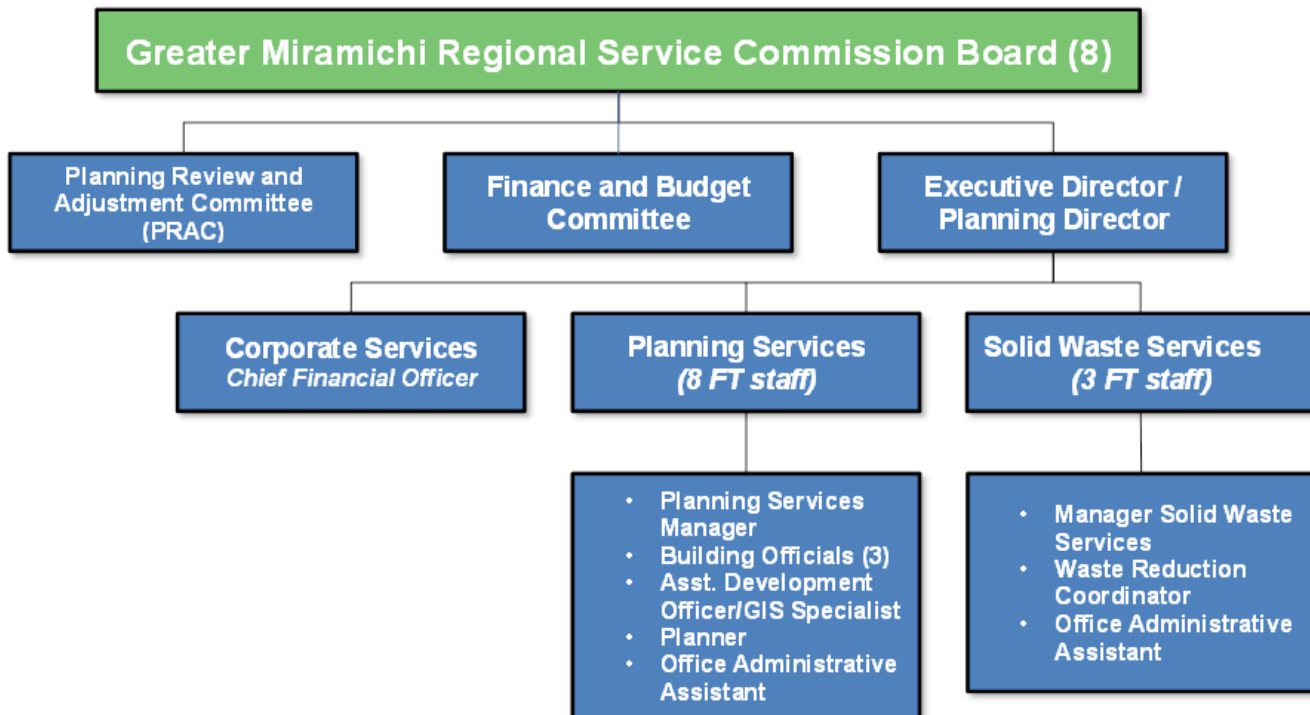 Greater Miramichi Regional Service Commission Board (8)
Planning Review and
Adjustment Committee
(PRAC)
Finance and Budget
Committee
Executive Director /
Planning Director
Corporate Services
Chief Financial Officer
Planning Services
(8 FT staff)
Solid Waste Services
(3 FT staff)
• Planning Services
Manager
• Building Officials (3)
• Asst. Development
Officer/GIS Specialist
• Planner
• Office Administrative
Assistant
• Manager Solid Waste
Services
• Waste Reduction
Coordinator
• Office Administrative
Assistant